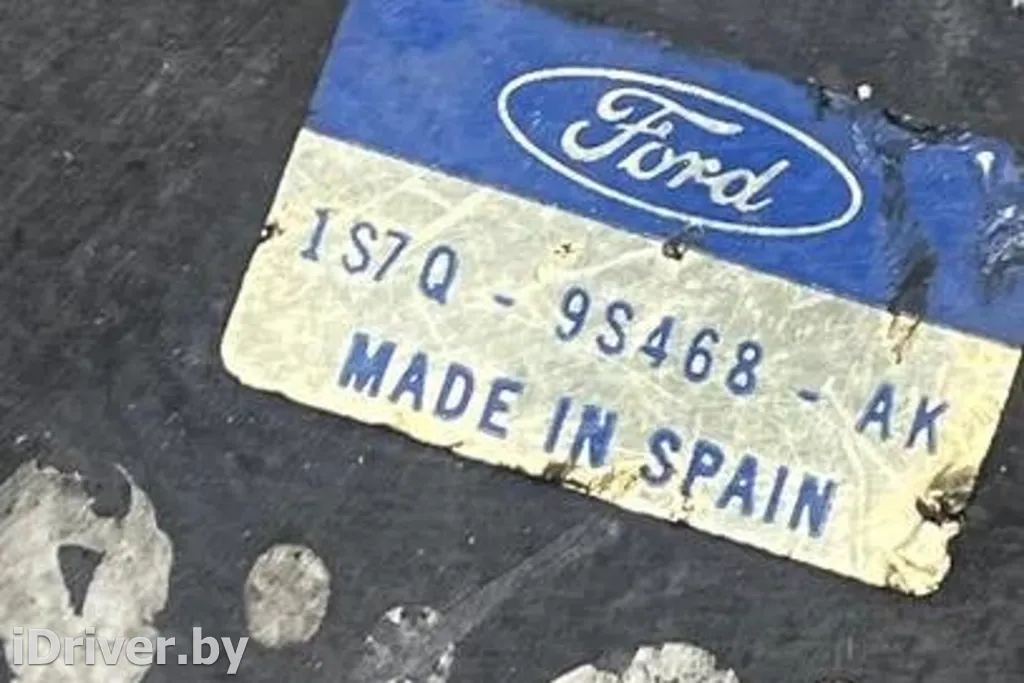 Ford
1S7Q - 9S468 - AK
MADE IN SPAIN
iDriver.by